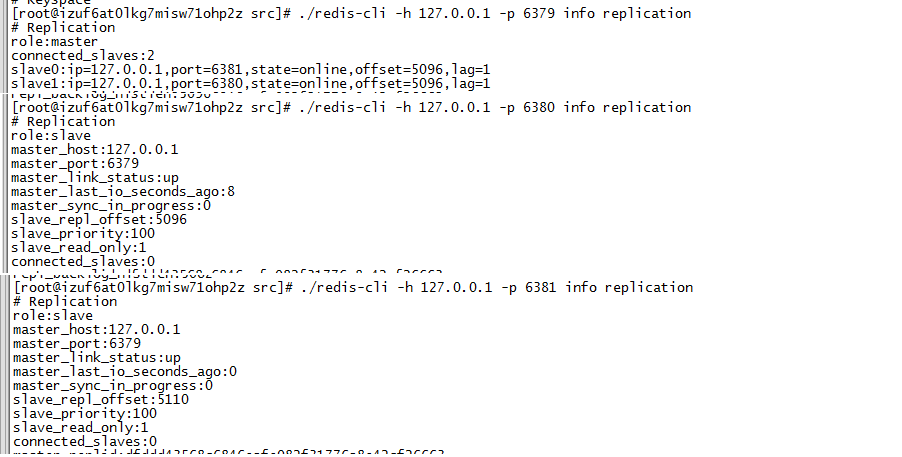 # Keyspace
[root@izuf6at0lkg7misw71ohp2z src]# ./redis-cli -h 127.0.0.1 -p 6379 info replication
# Replication
role:master
connected_slaves:2
slave0:ip=127.0.0.1,port=6381,state=online,offset=5096,lag=1
slave1:ip=127.0.0.1,port=6380,state=online,offset=5096,lag=1
[root@izuf6at0lkg7misw71ohp2z src]# ./redis-cli -h 127.0.0.1 -p 6380 info replication
# Replication
role:slave
master_host:127.0.0.1
master_port:6379
master_link_status:up
master_last_io_seconds_ago:8
master_sync_in_progress:0
slave_repl_offset:5096
slave_priority:100
slave_read_only:1
connected_slaves:0
[root@izuf6at0lkg7misw71ohp2z src]# ./redis-cli -h 127.0.0.1 -p 6381 info replication
# Replication
role:slave
master_host:127.0.0.1
master_port:6379
master_link_status:up
master_last_io_seconds_ago:0
master_sync_in_progress:0
slave_repl_offset:5110
slave_priority:100
slave_read_only:1
connected_slaves:0